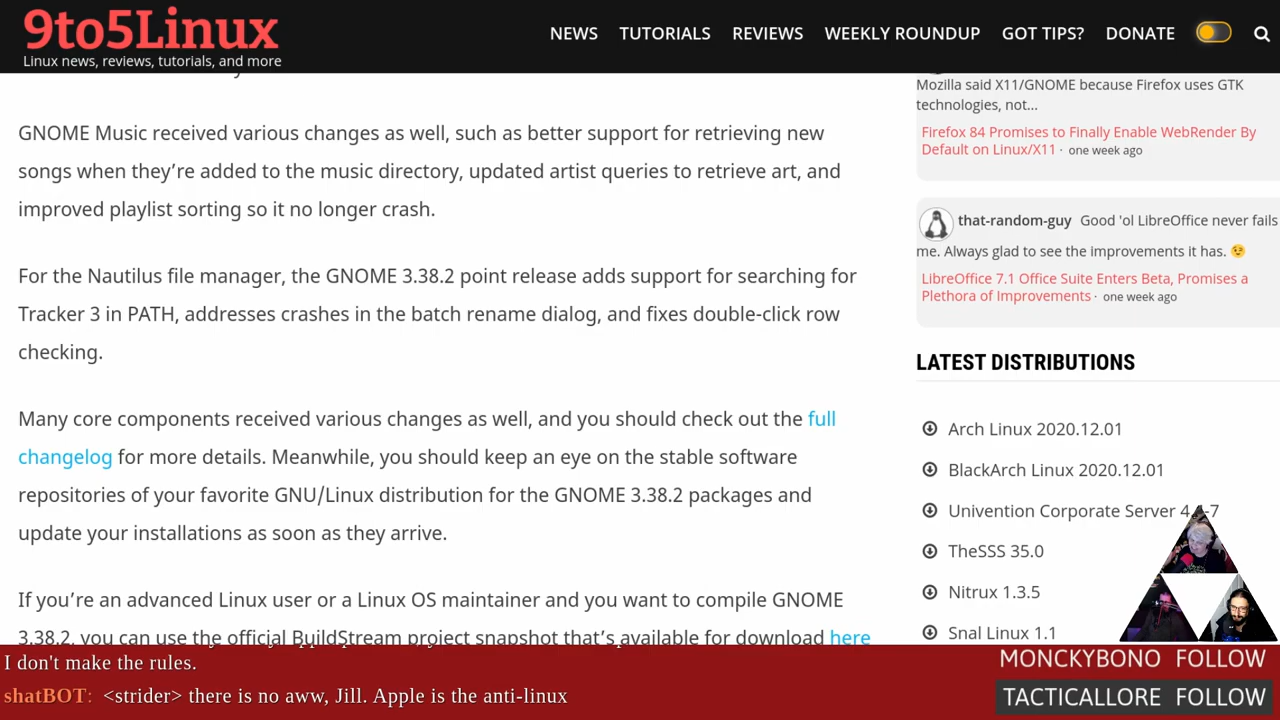 9to5Linux
Linux news, reviews, tutorials, and more
NEWS TUTORIALS REVIEWS WEEKLY ROUNDUP GOT TIPS? DONATE
GNOME Music received various changes as well, such as better support for retrieving new
songs when they’re added to the music directory, updated artist queries to retrieve art, and
improved playlist sorting so it no longer crash.
For the Nautilus file manager, the GNOME 3.38.2 point release adds support for searching for
Tracker 3 in PATH, addresses crashes in the batch rename dialog, and fixes double-click row
checking.
Many core components received various changes as well, and you should check out the full
changelog for more details. Meanwhile, you should keep an eye on the stable software
repositories of your favorite GNU/Linux distribution for the GNOME 3.38.2 packages and
update your installations as soon as they arrive.
If you’re an advanced Linux user or a Linux OS maintainer and you want to compile GNOME
3.38.2, you can use the official BuildStream project snapshot that’s available for download here
Mozilla said X11/GNOME because Firefox uses GTK
technologies, not...
Firefox 84 Promises to Finally Enable WebRender By
Default on Linux/X11 · one week ago
that-random-guy Good 'ol LibreOffice never fails
me. Always glad to see the improvements it has. 😉
LibreOffice 7.1 Office Suite Enters Beta, Promises a
Plethora of Improvements · one week ago
LATEST DISTRIBUTIONS
Arch Linux 2020.12.01
BlackArch Linux 2020.12.01
Univention Corporate Server
TheSSS 35.0
Nitrux 1.3.5
Snal Linux 1.1
I don't make the rules.
shatBOT: <strider> there is no aww, Jill. Apple is the anti-linux
MONCKYBONO FOLLOW
TACTICALLORE FOLLOW